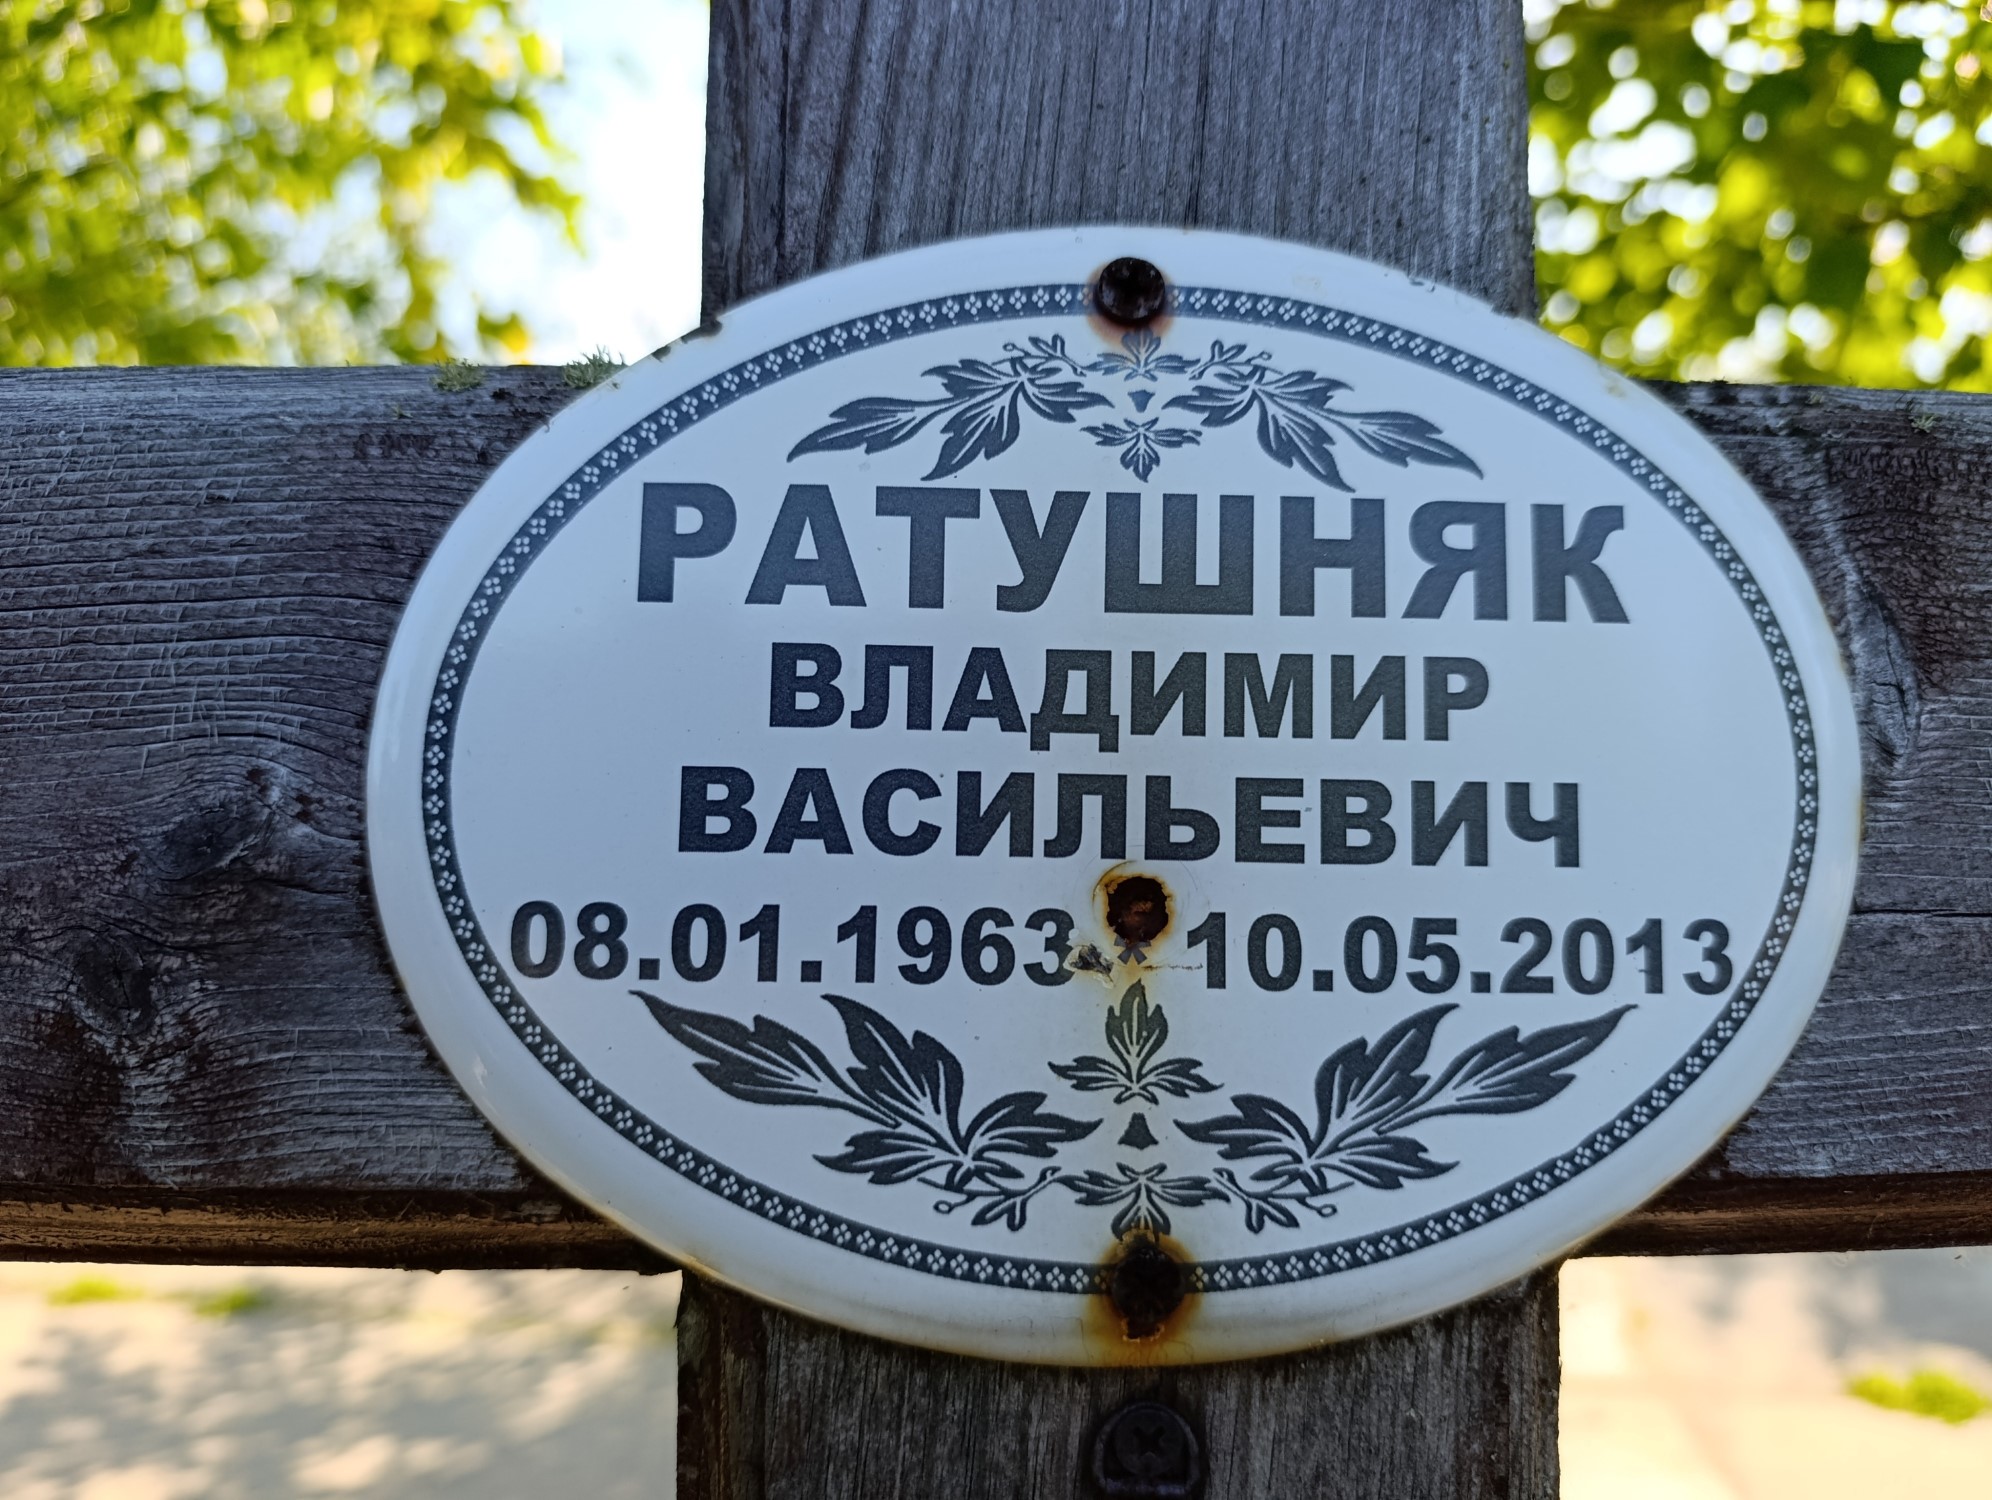 РАТУШНЯК
ВЛАДИМИР
ВАСИЛЬЕВИЧ
08.01.1963 10.05.2013